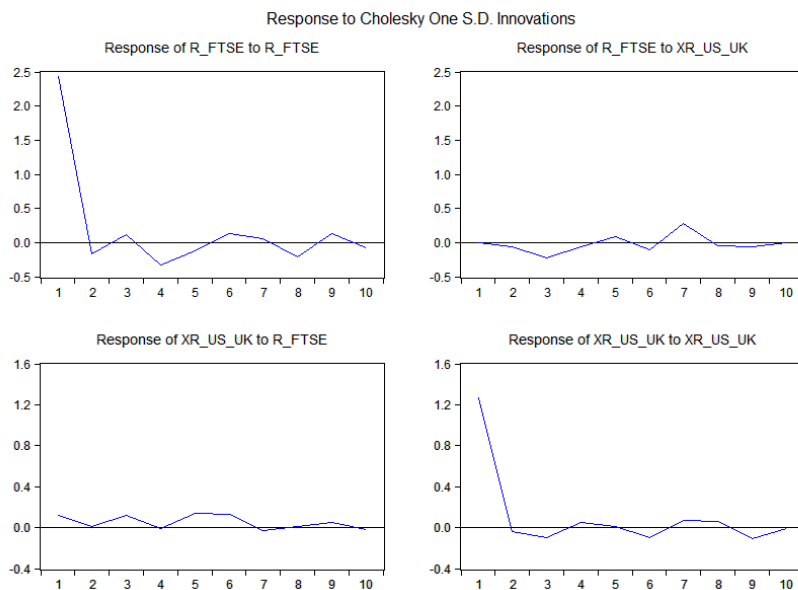 Response to Cholesky One S.D. Innovations
Response of R_FTSE to R_FTSE
2.5
2.0
1.5
1.0
0.5
0.0
-0.5
1 2 3 4 5 6 7 8 9 10
Response of R_FTSE to XR_US_UK
2.5
2.0
1.5
1.0
0.5
0.0
-0.5
1 2 3 4 5 6 7 8 9 10
Response of XR_US_UK to R_FTSE
1.6
1.2
0.8
0.4
0.0
-0.4
1 2 3 4 5 6 7 8 9 10
Response of XR_US_UK to XR_US_UK
1.6
1.2
0.8
0.4
0.0
-0.4
1 2 3 4 5 6 7 8 9 10